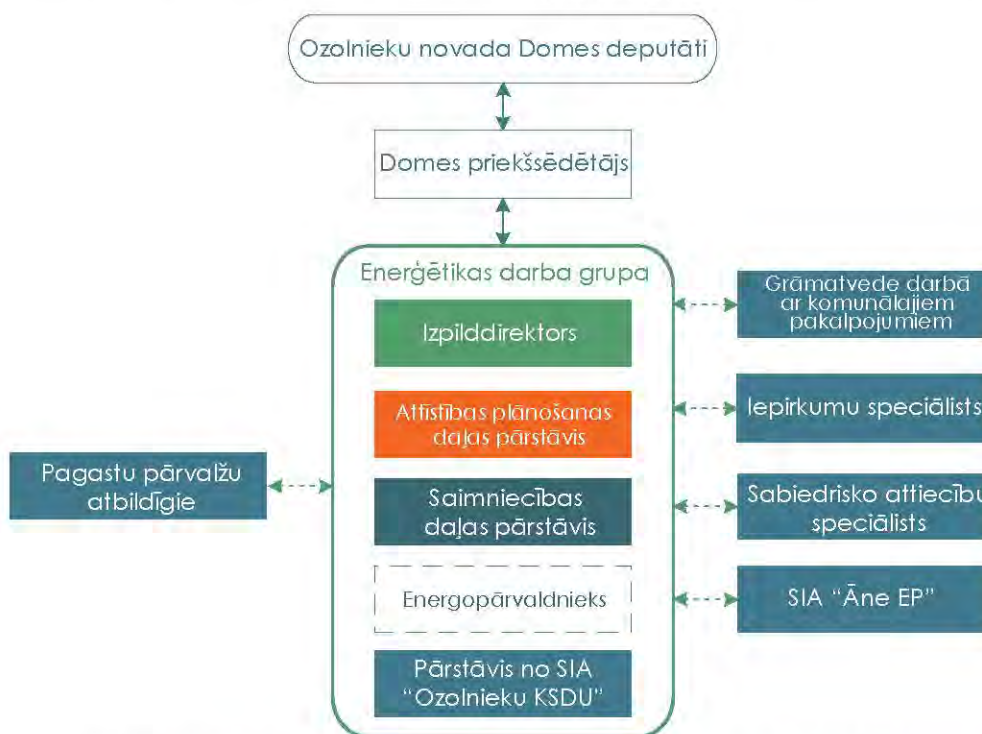 Ozolnieku novada Domes deputāti
Domes priekšsēdētājs
Enerģētikas darba grupa
Izpilddirektors
Attīstības plānošanas
daļas pārstāvis
Saimniecības
daļas pārstāvis
Energopārvaldnieks
Pārstāvis no SIA
“Ozolnieku KSDU”
Pagastu pārvalžu
atbildīgie
Grāmatvede darbā
ar komunālajiem
pakalpojumiem
Iepirkumu speciālists
Sabiedrisko attiecību
speciālists
SIA “Āne EP”